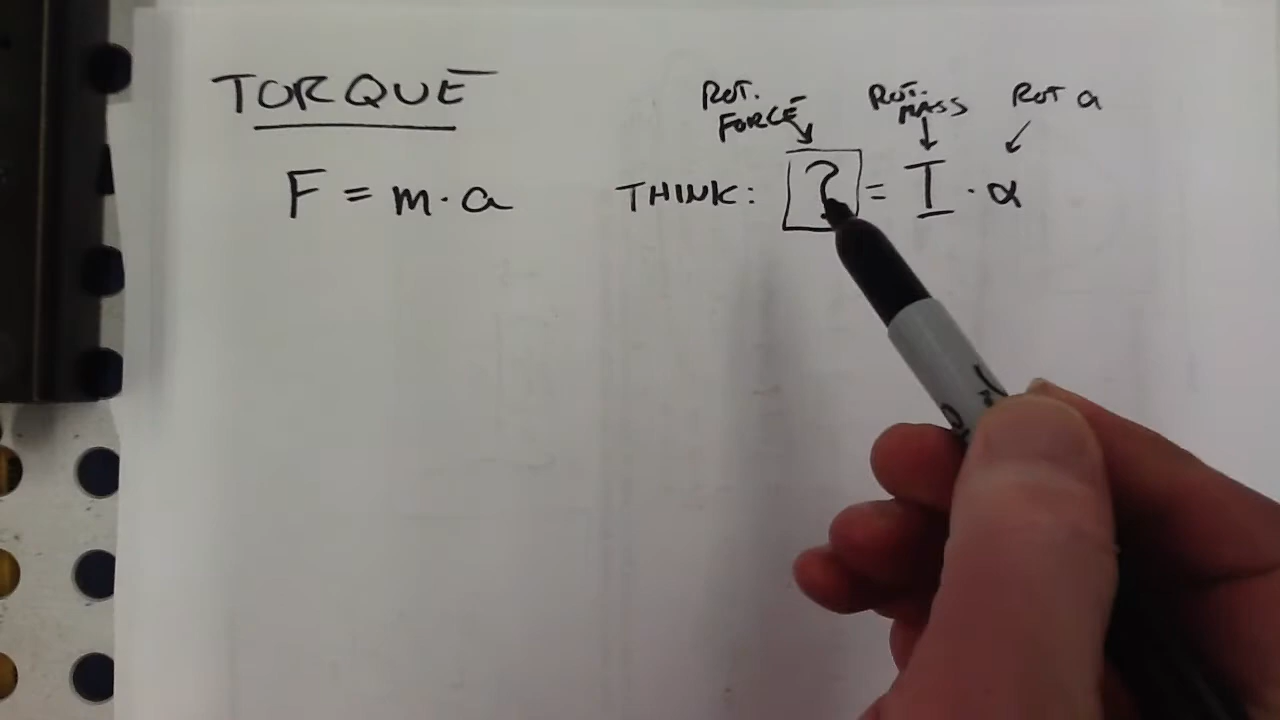 TORQUE
ROT. FORCE
ROT. MASS
ROT a
F = m · a
THINK: ? = I · α